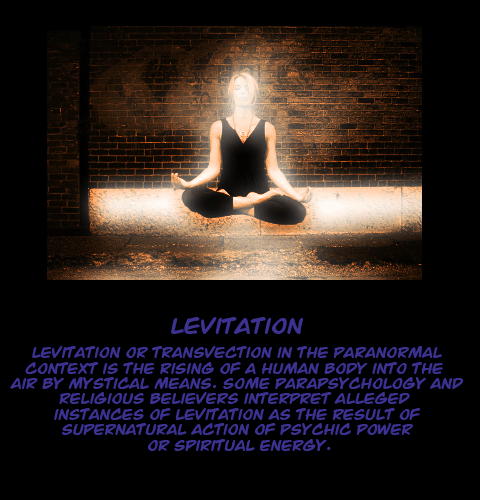 LEVITATION
LEVITATION OR TRANSVECTION IN THE PARANORMAL
CONTEXT IS THE RISING OF A HUMAN BODY INTO THE
AIR BY MYSTICAL MEANS. SOME PARAPSYCHOLOGY AND
RELIGIOUS BELIEVERS INTERPRET ALLEGED
INSTANCES OF LEVITATION AS THE RESULT OF
SUPERNATURAL ACTION OF PSYCHIC POWER
OR SPIRITUAL ENERGY.